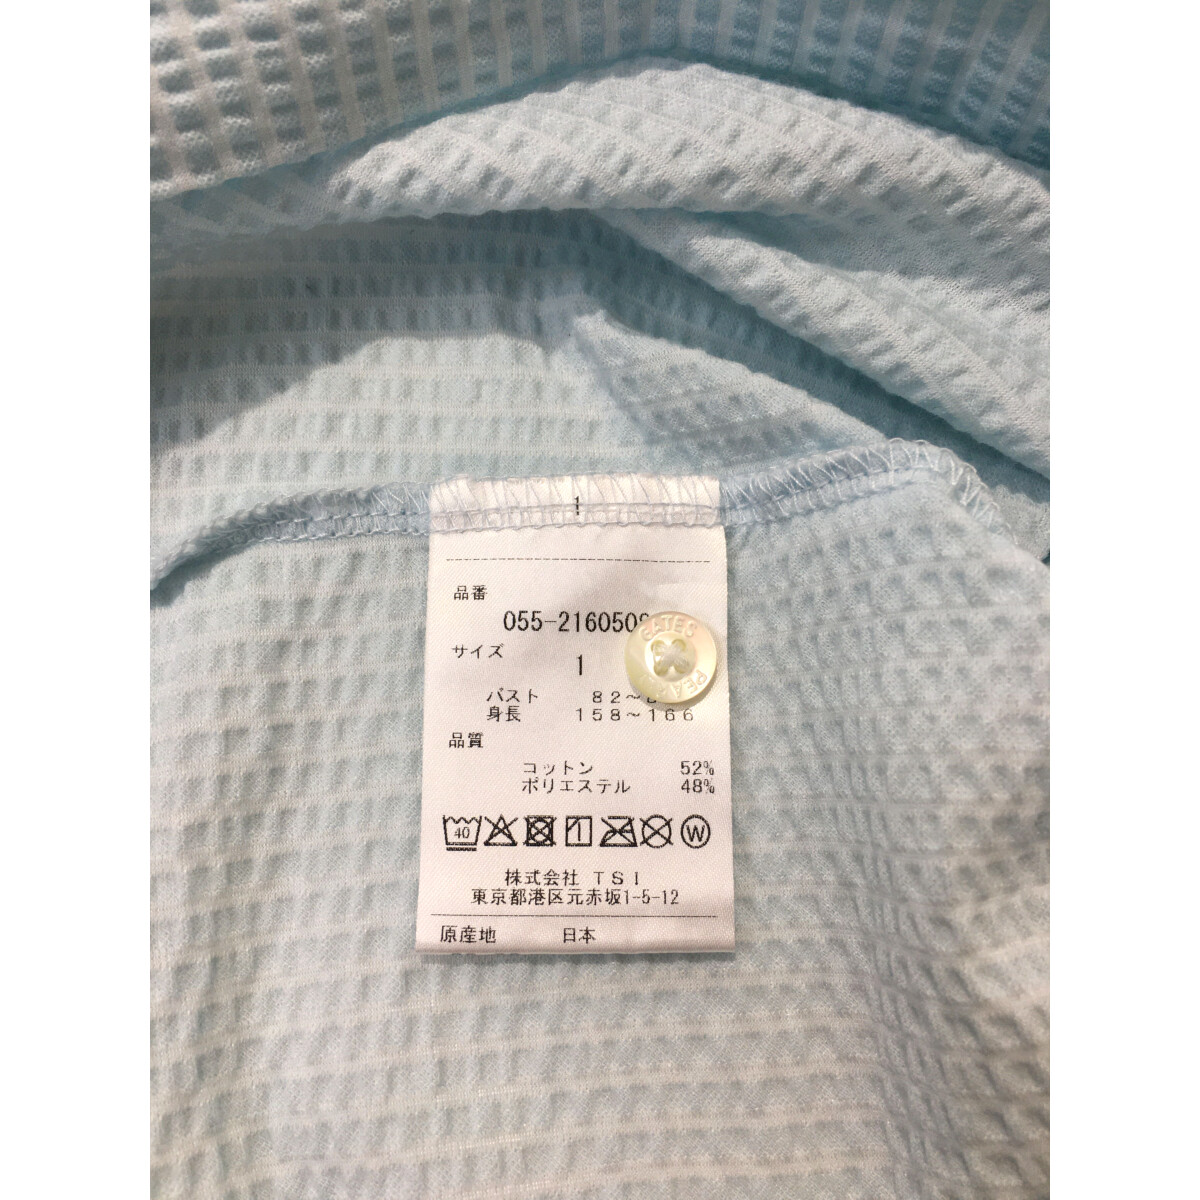 1
品番
055-2160509
サイズ
1
GATES
PEARLY
バスト 82~
身長 158~166
品質
コットン 52%
ポリエステル 48%
40
W
株式会社 TSI
東京都港区元赤坂1-5-12
原産地 日本